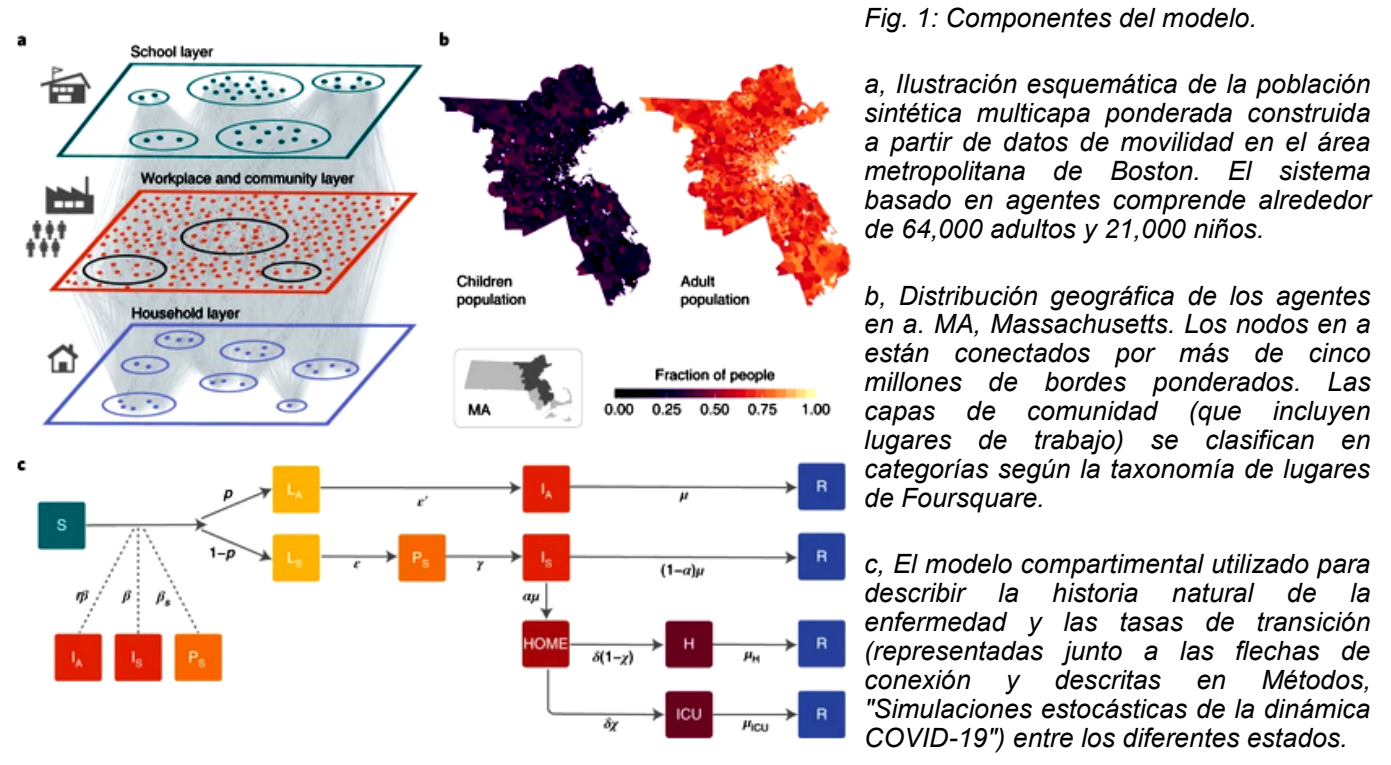 a
School layer
Workplace and community layer
Household layer
b
Children
population
Adult
population
MA
Fraction of people
0.00 0.25 0.50 0.75 1.00
c
S
p
1-p
L_A
ε′
I_A
μ
R
L_S
ε
P_S
γ
I_S
(1-α)μ
R
ηβ
β
β_s
I_A
I_S
P_S
αμ
HOME
δ(1-χ)
H
μ_H
R
δχ
ICU
μ_ICU
R
Fig. 1: Componentes del modelo.
a, Ilustración esquemática de la población
sintética multicapa ponderada construida
a partir de datos de movilidad en el área
metropolitana de Boston. El sistema
basado en agentes comprende alrededor
de 64,000 adultos y 21,000 niños.
b, Distribución geográfica de los agentes
en a. MA, Massachusetts. Los nodos en a
están conectados por más de cinco
millones de bordes ponderados. Las
capas de comunidad (que incluyen
lugares de trabajo) se clasifican en
categorías según la taxonomía de lugares
de Foursquare.
c, El modelo compartimental utilizado para
describir la historia natural de la
enfermedad y las tasas de transición
(representadas junto a las flechas de
conexión y descritas en Métodos,
"Simulaciones estocásticas de la dinámica
COVID-19") entre los diferentes estados.